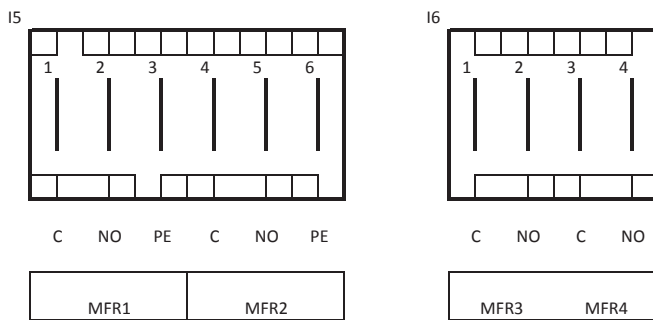 I5 I6
1 2 3 4 5 6 1 2 3 4
C NO PE C NO PE C NO C NO
MFR1 MFR2 MFR3 MFR4